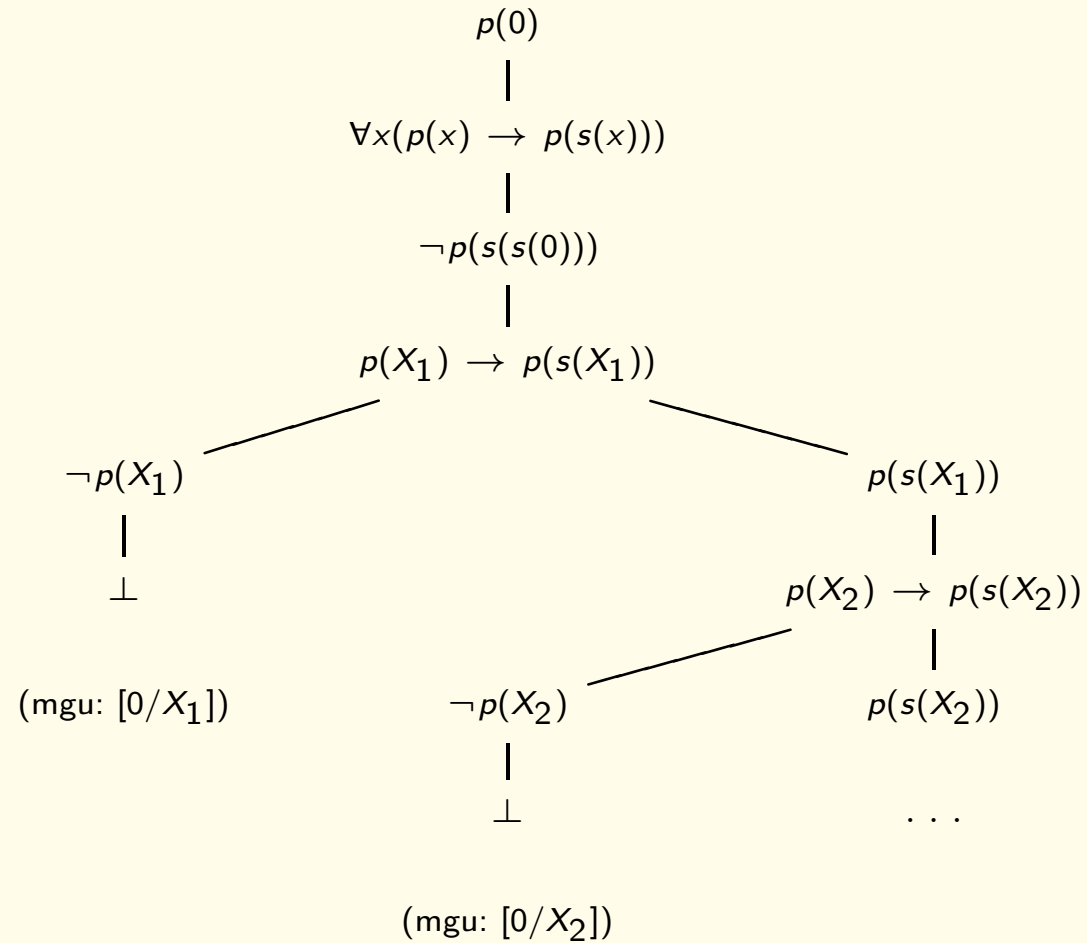 p(0)
∀x(p(x) → p(s(x)))
¬p(s(s(0)))
p(X₁) → p(s(X₁))
¬p(X₁) p(s(X₁))
⊥ p(X₂) → p(s(X₂))
(mgu: [0/X₁]) ¬p(X₂) p(s(X₂))
⊥ . . .
(mgu: [0/X₂])